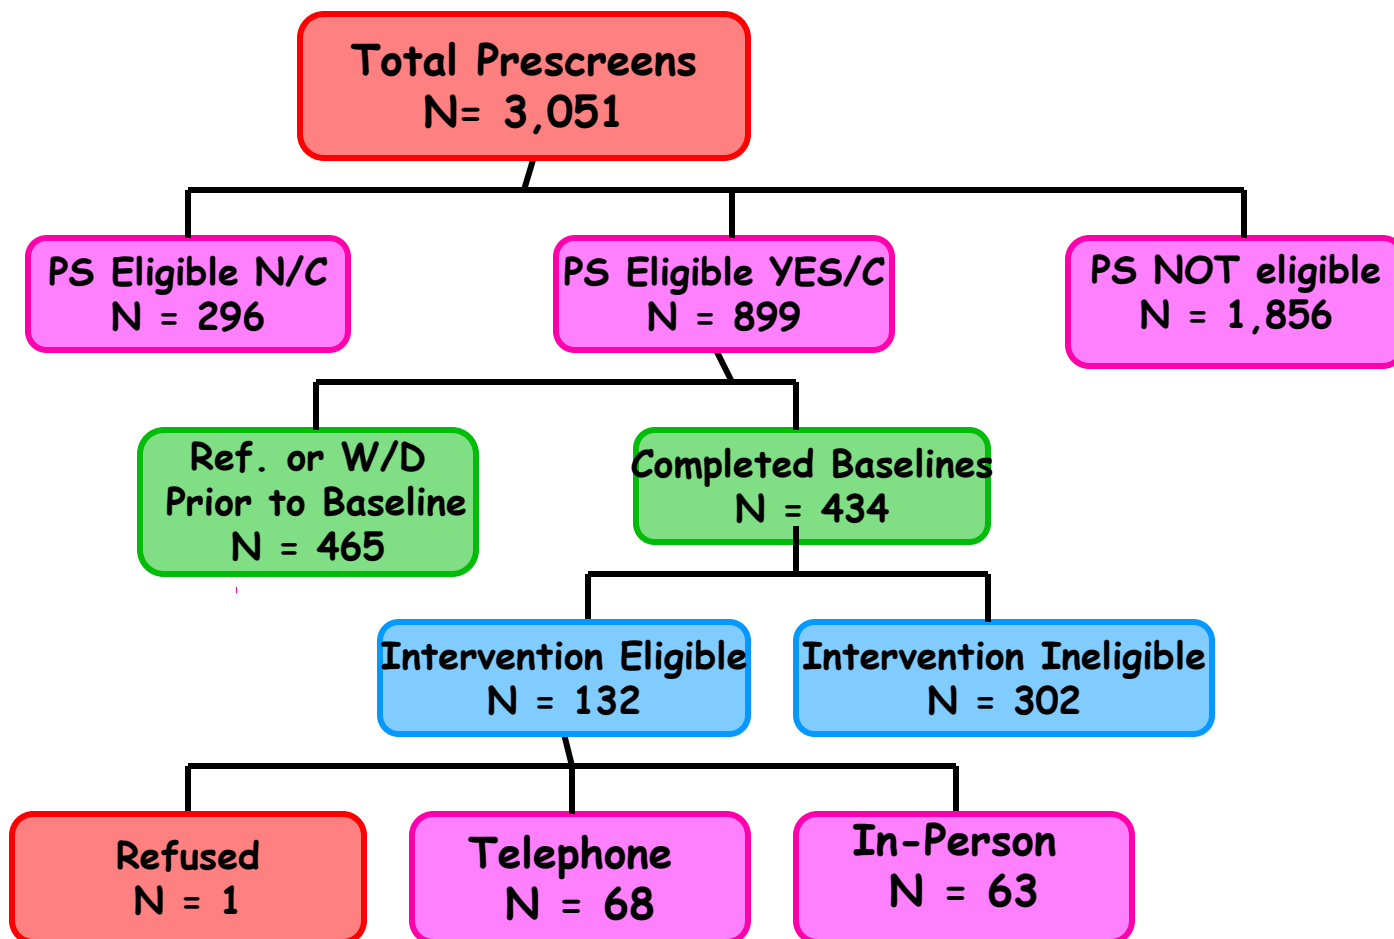 Total Prescreens
N= 3,051
PS Eligible N/C
N = 296
PS Eligible YES/C
N = 899
PS NOT eligible
N = 1,856
Ref. or W/D
Prior to Baseline
N = 465
Completed Baselines
N = 434
Intervention Eligible
N = 132
Intervention Ineligible
N = 302
Refused
N = 1
Telephone
N = 68
In-Person
N = 63